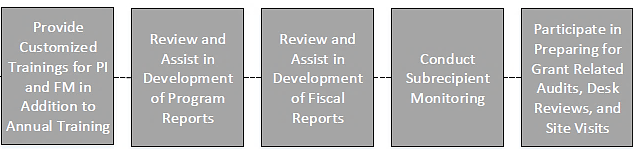 Provide
Customized
Trainings for PI
and FM in
Addition to
Annual Training
Review and
Assist in
Development
of Program
Reports
Review and
Assist in
Development
of Fiscal
Reports
Conduct
Subrecipient
Monitoring
Participate in
Preparing for
Grant Related
Audits, Desk
Reviews, and
Site Visits